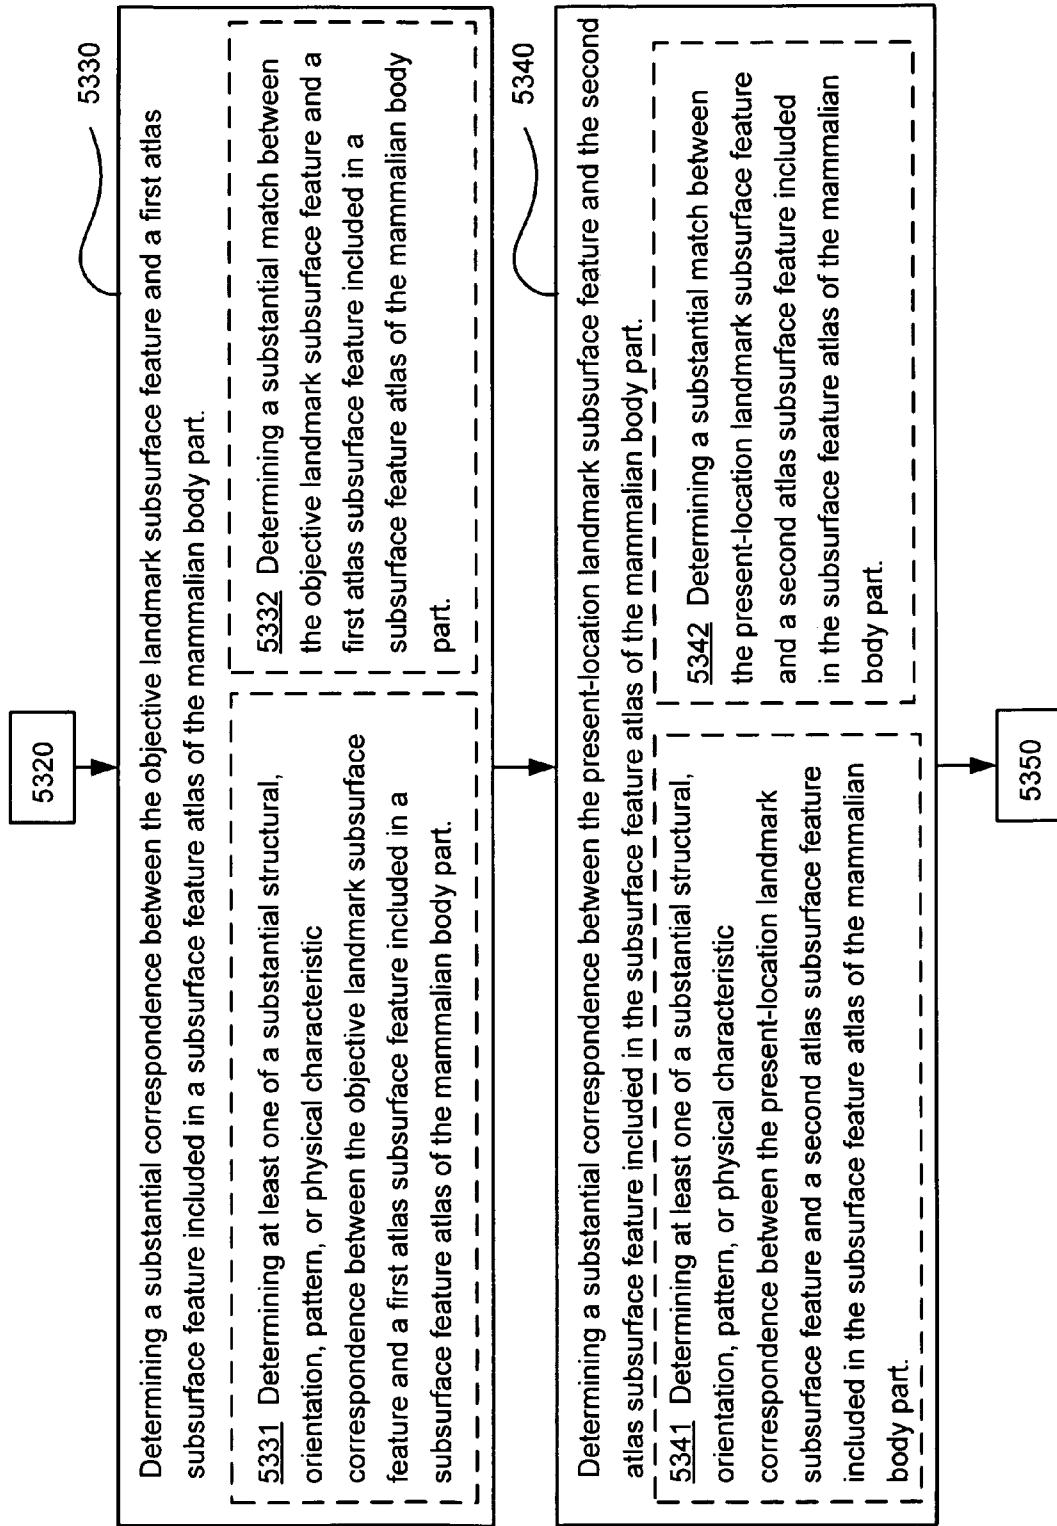 5320
5330
Determining a substantial correspondence between the objective landmark subsurface feature and a first atlas
subsurface feature included in a subsurface feature atlas of the mammalian body part.
5331 Determining at least one of a substantial structural,
orientation, pattern, or physical characteristic
correspondence between the objective landmark subsurface
feature and a first atlas subsurface feature included in a
subsurface feature atlas of the mammalian body part.
5332 Determining a substantial match between
the objective landmark subsurface feature and a
first atlas subsurface feature included in a
subsurface feature atlas of the mammalian body
part.
5340
Determining a substantial correspondence between the present-location landmark subsurface feature and the second
atlas subsurface feature included in the subsurface feature atlas of the mammalian body part.
5341 Determining at least one of a substantial structural,
orientation, pattern, or physical characteristic
correspondence between the present-location landmark
subsurface feature and a second atlas subsurface feature
included in the subsurface feature atlas of the mammalian
body part.
5342 Determining a substantial match between
the present-location landmark subsurface feature
and a second atlas subsurface feature included
in the subsurface feature atlas of the mammalian
body part.
5350